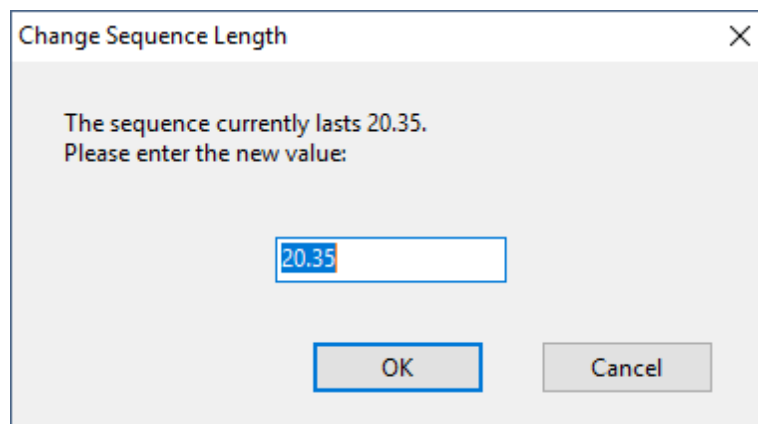 Change Sequence Length
The sequence currently lasts 20.35.
Please enter the new value:
20.35
OK
Cancel